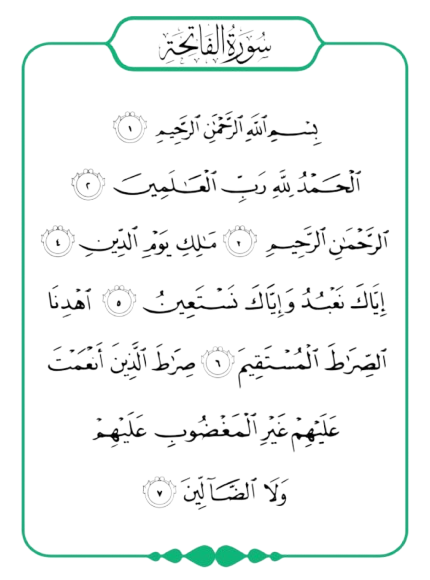 سُورَةُ الْفَاتِحَةِ
بِسْمِ ٱللَّهِ ٱلرَّحْمَٰنِ ٱلرَّحِيمِ ١
ٱلْحَمْدُ لِلَّهِ رَبِّ ٱلْعَٰلَمِينَ ٢
ٱلرَّحْمَٰنِ ٱلرَّحِيمِ ٣ مَٰلِكِ يَوْمِ ٱلدِّينِ ٤
إِيَّاكَ نَعْبُدُ وَإِيَّاكَ نَسْتَعِينُ ٥ ٱهْدِنَا
ٱلصِّرَٰطَ ٱلْمُسْتَقِيمَ ٦ صِرَٰطَ ٱلَّذِينَ أَنْعَمْتَ
عَلَيْهِمْ غَيْرِ ٱلْمَغْضُوبِ عَلَيْهِمْ
وَلَا ٱلضَّآلِّينَ ٧